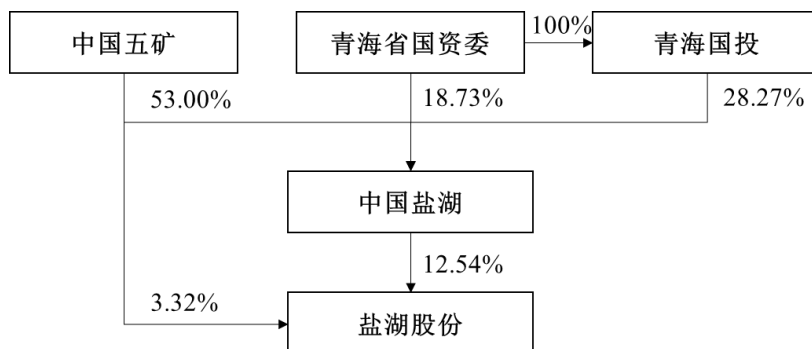 中国五矿
青海省国资委
100%
青海国投
53.00%
18.73%
28.27%
中国盐湖
12.54%
3.32%
盐湖股份